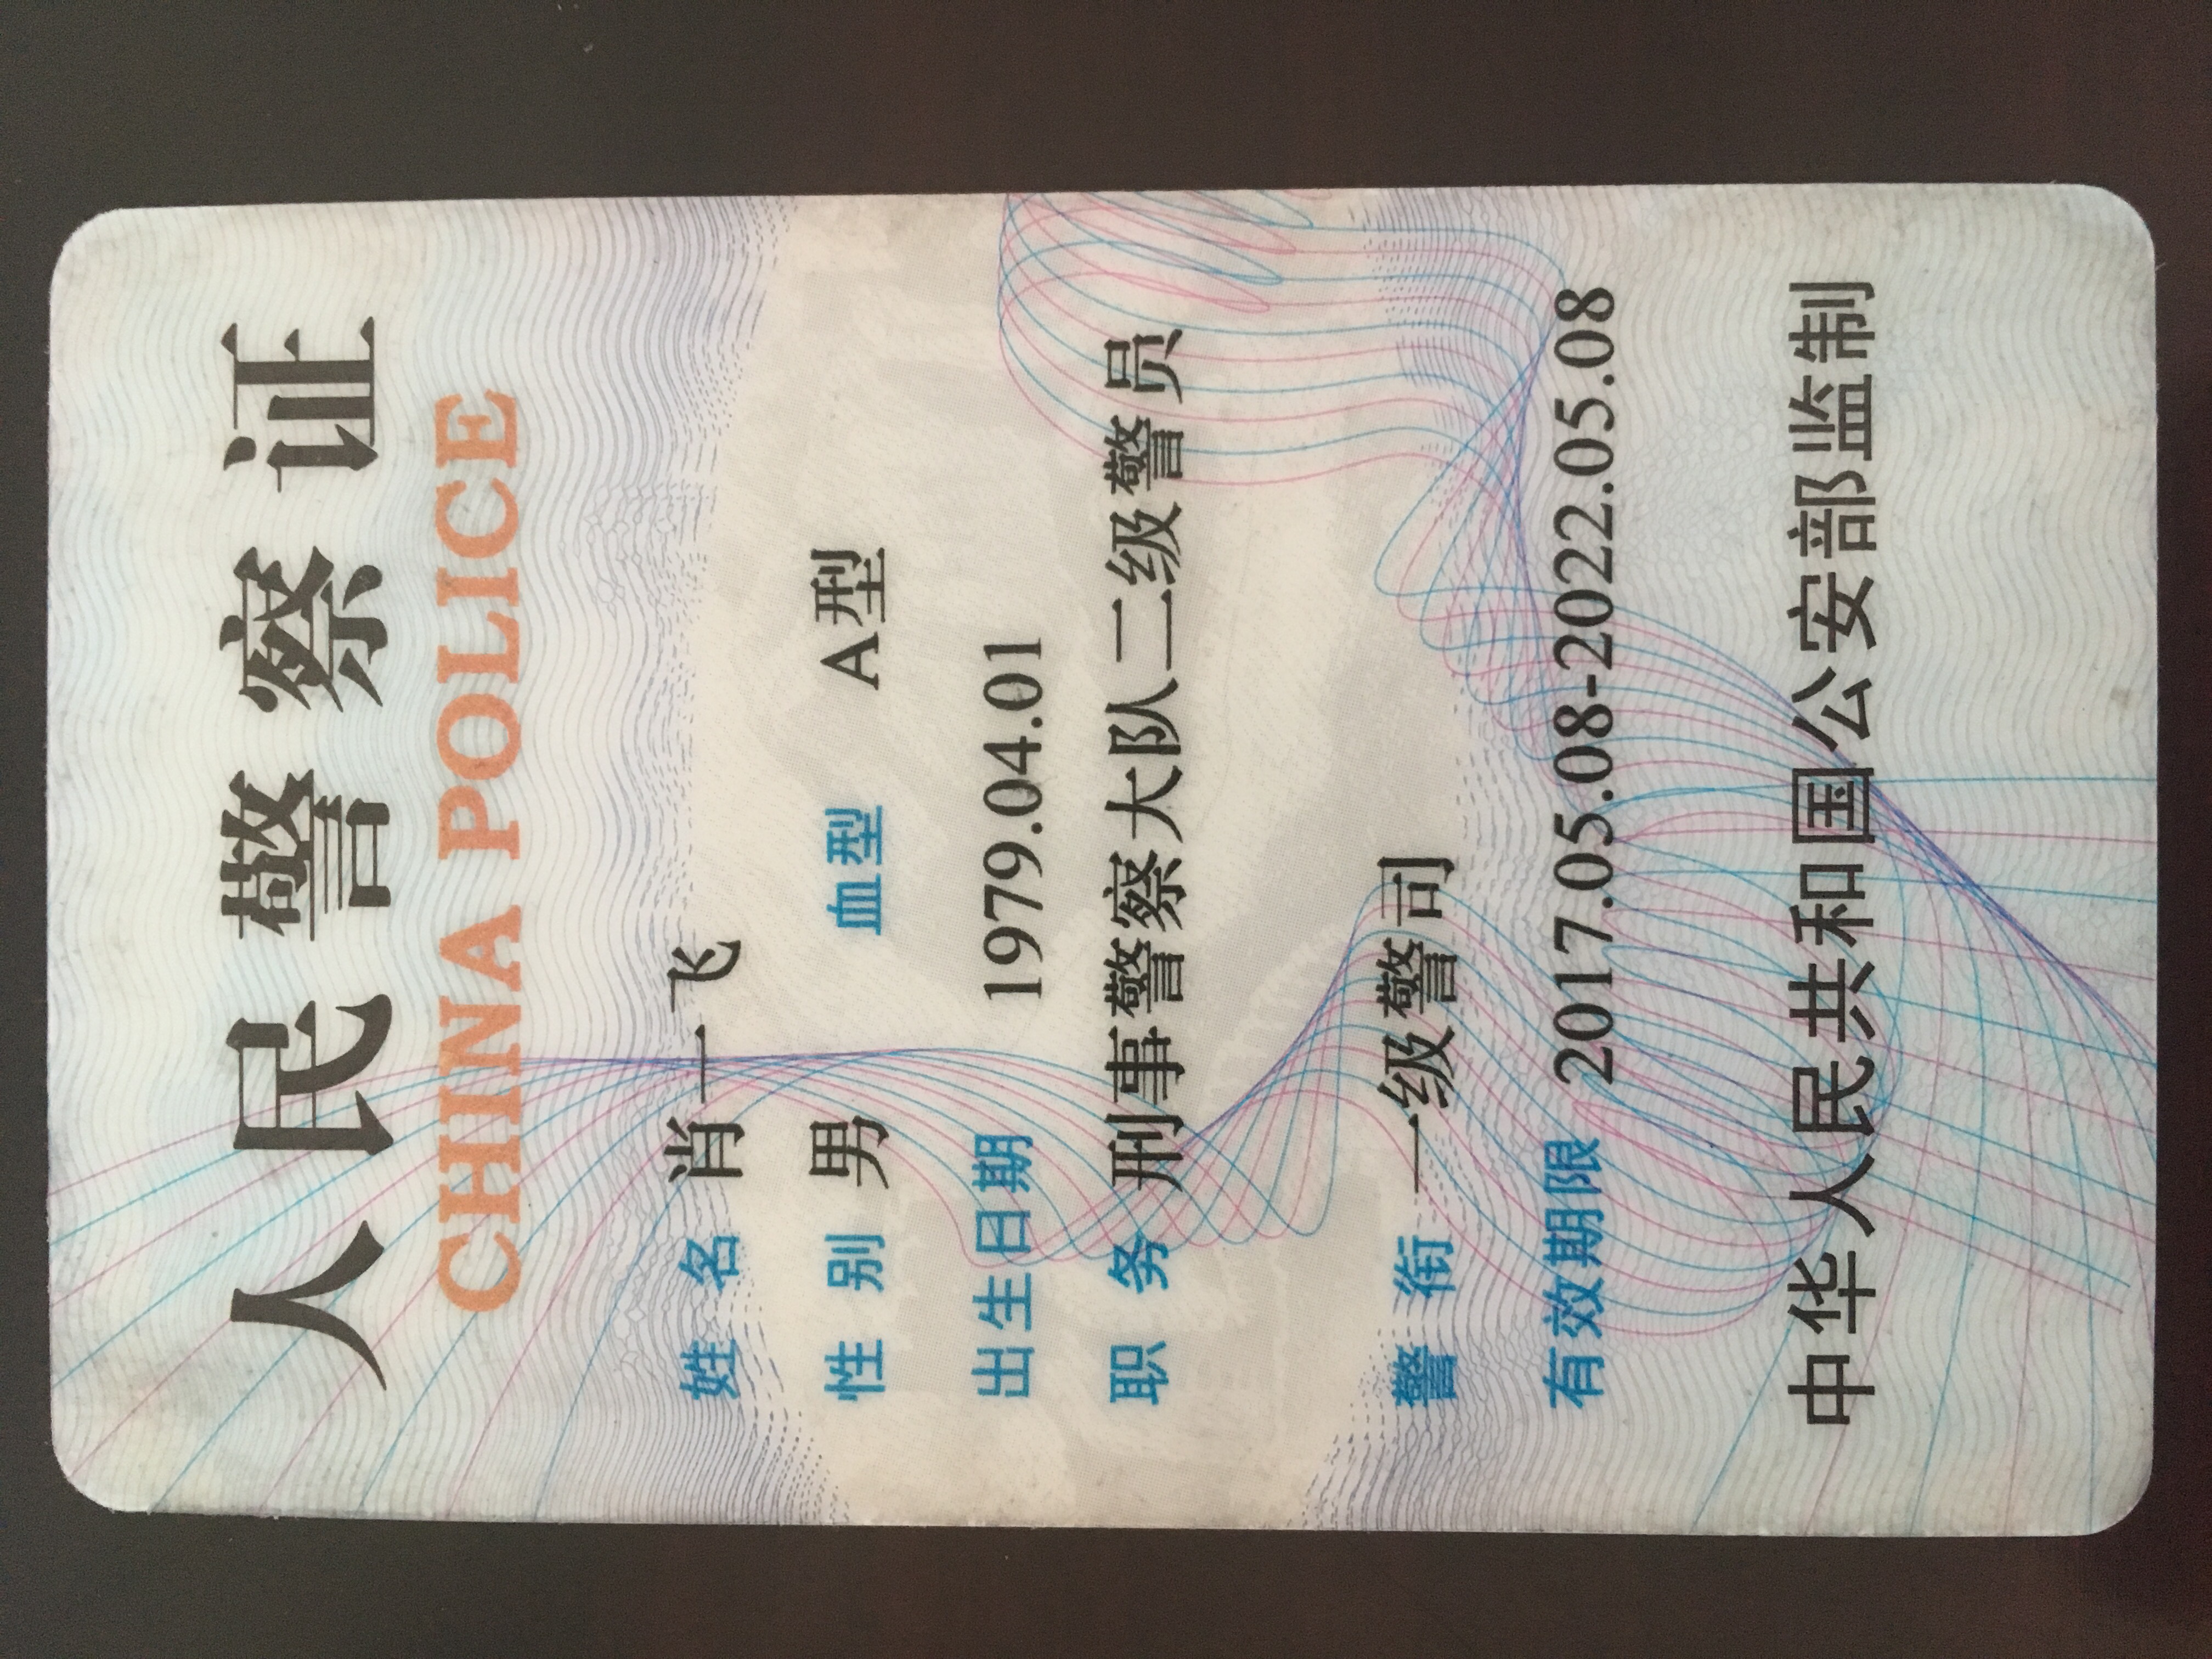 人民警察证
CHINA POLICE
姓 名 肖一飞
性 别 男 血型 A型
出生日期 1979.04.01
职 务 刑事警察大队二级警员
警 衔 一级警司
有效期限 2017.05.08-2022.05.08
中华人民共和国公安部监制